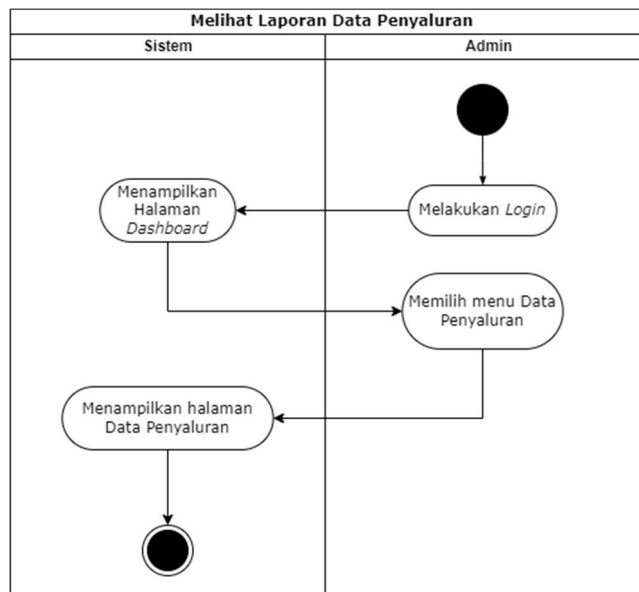 Melihat Laporan Data Penyaluran
Sistem
Admin
Melakukan Login
Menampilkan
Halaman
Dashboard
Memilih menu Data
Penyaluran
Menampilkan halaman
Data Penyaluran